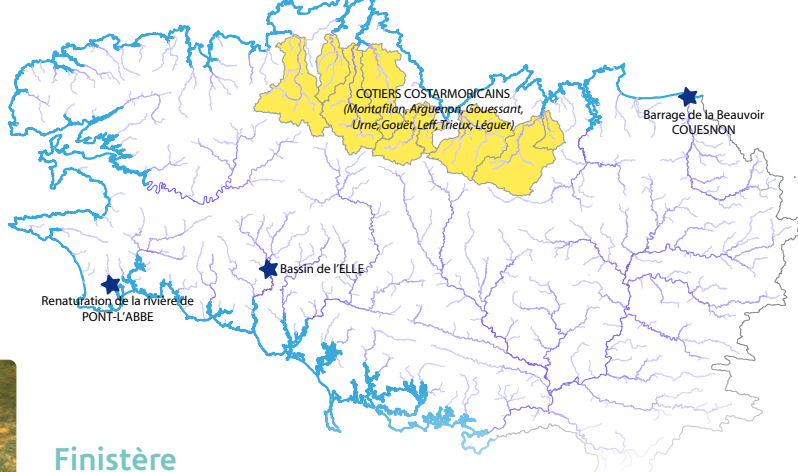 COTIERS COSTARMORICAINS
(Montafilan, Arguenon, Gouessant,
Urne, Gouët, Leff, Trieux, Léguer)
Barrage de la Beauvoir
COUESNON
Bassin de l'ELLE
Renaturation de la rivière de
PONT-L'ABBE
Finistère